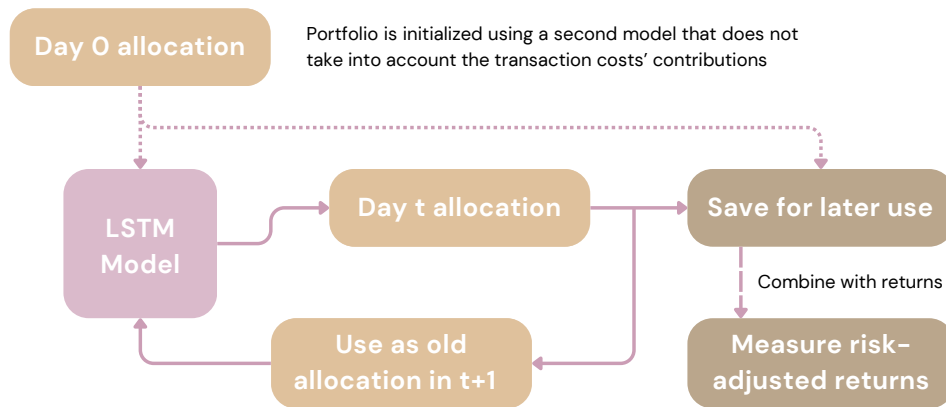 Day 0 allocation
Portfolio is initialized using a second model that does not
take into account the transaction costs' contributions
LSTM
Model
Day t allocation
Save for later use
Combine with returns
Use as old
allocation in t+1
Measure risk-
adjusted returns